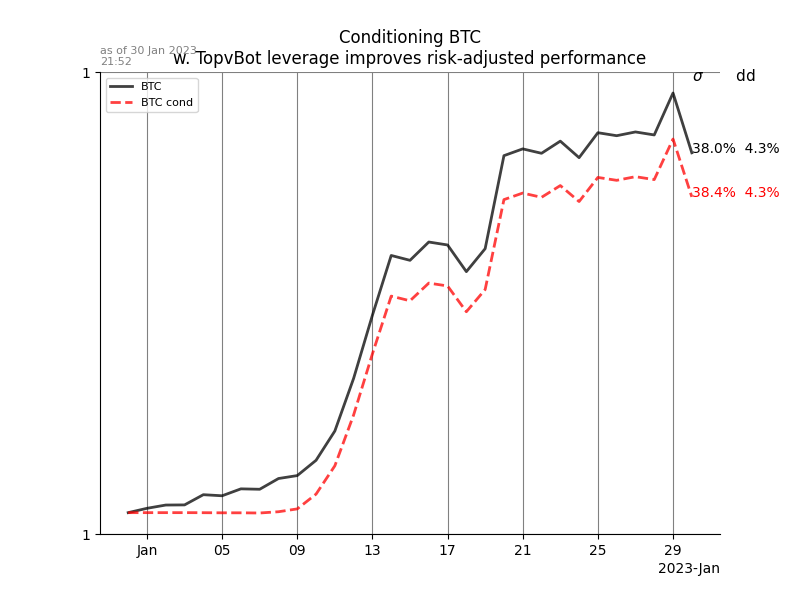 Conditioning BTC
as of 30 Jan 2023
21:52
w. TopvBot leverage improves risk-adjusted performance
1
σ dd
BTC
BTC cond
38.0% 4.3%
38.4% 4.3%
1
Jan 05 09 13 17 21 25 29
2023-Jan